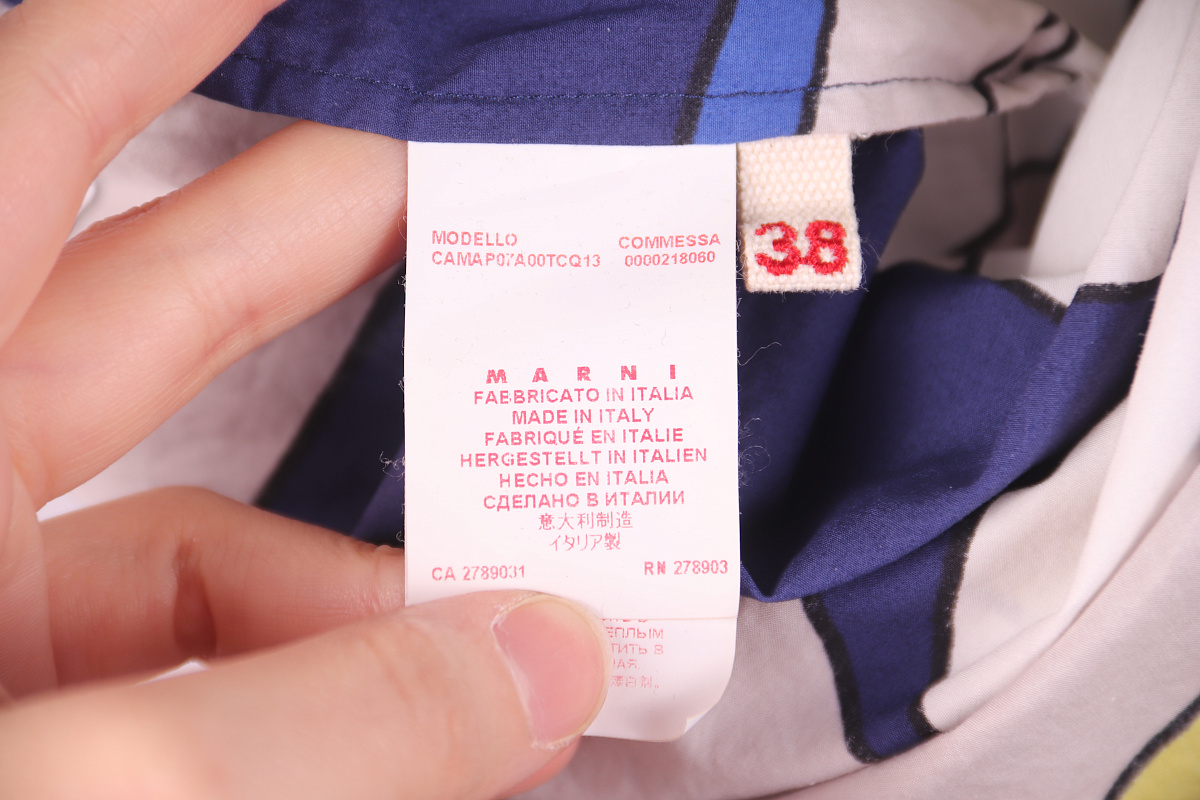 MODELLO COMMESSA
CAMAP07A00TCQ13 0000218060
38
MARNI
FABBRICATO IN ITALIA
MADE IN ITALY
FABRIQUÉ EN ITALIE
HERGESTELLT IN ITALIEN
HECHO EN ITALIA
СДЕЛАНО В ИТАЛИИ
意大利制造
イタリア製
CA 2789031 RN 278903
ТИТЬ В